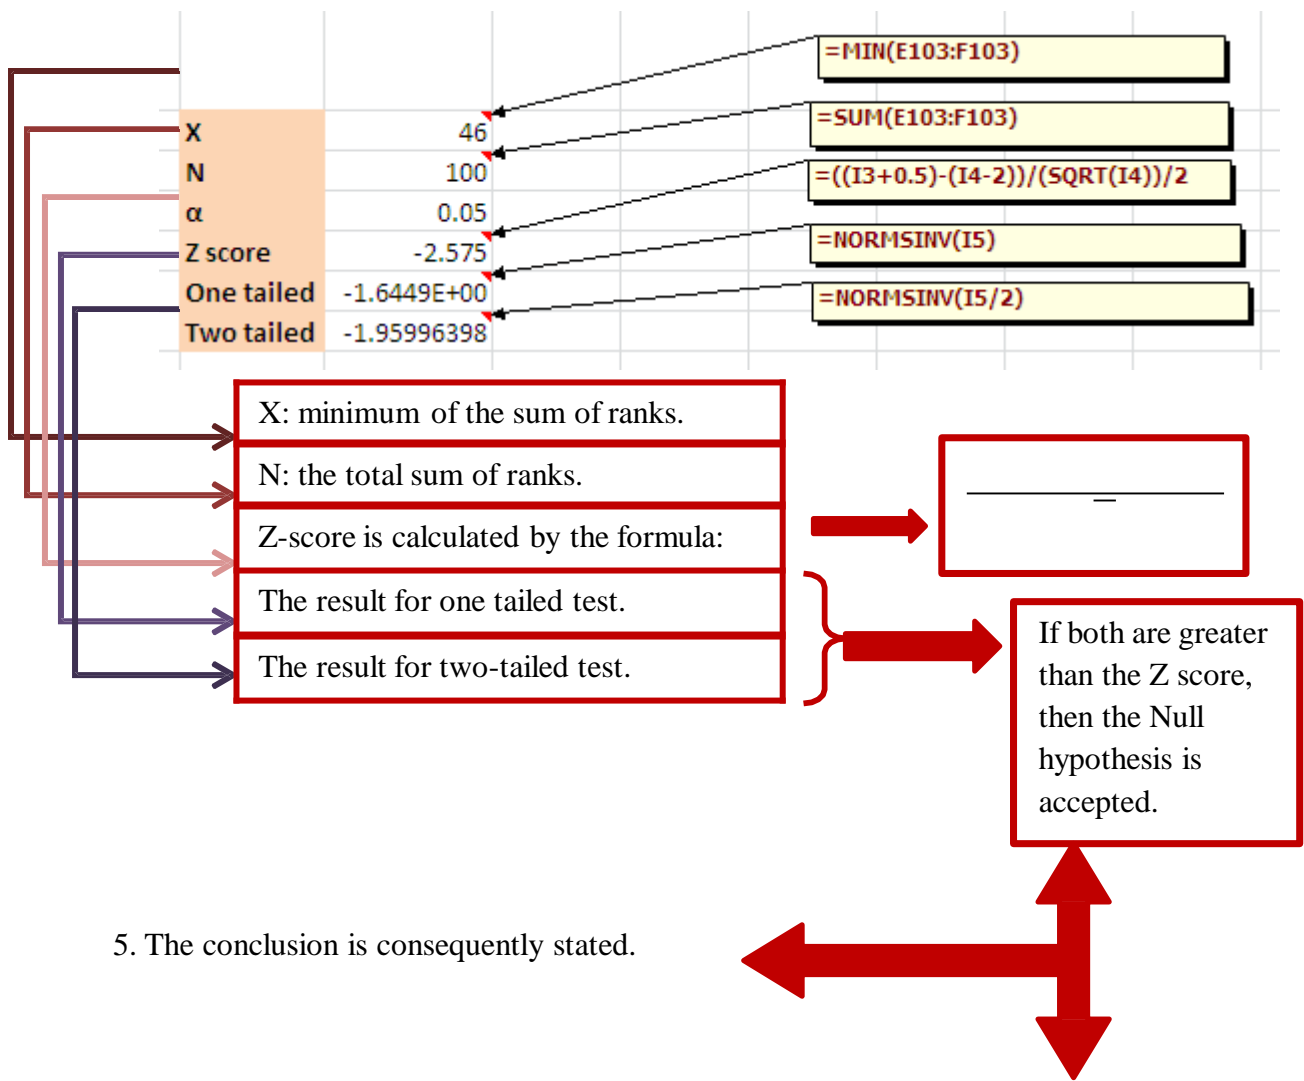 =MIN(E103:F103)
X 46 =SUM(E103:F103)
N 100 =((I3+0.5)-(I4-2))/(SQRT(I4))/2
α 0.05
Z score -2.575 =NORMSINV(I5)
One tailed -1.6449E+00 =NORMSINV(I5/2)
Two tailed -1.95996398
X: minimum of the sum of ranks.
N: the total sum of ranks.
Z-score is calculated by the formula:
The result for one tailed test.
The result for two-tailed test.
If both are greater
than the Z score,
then the Null
hypothesis is
accepted.
5. The conclusion is consequently stated.